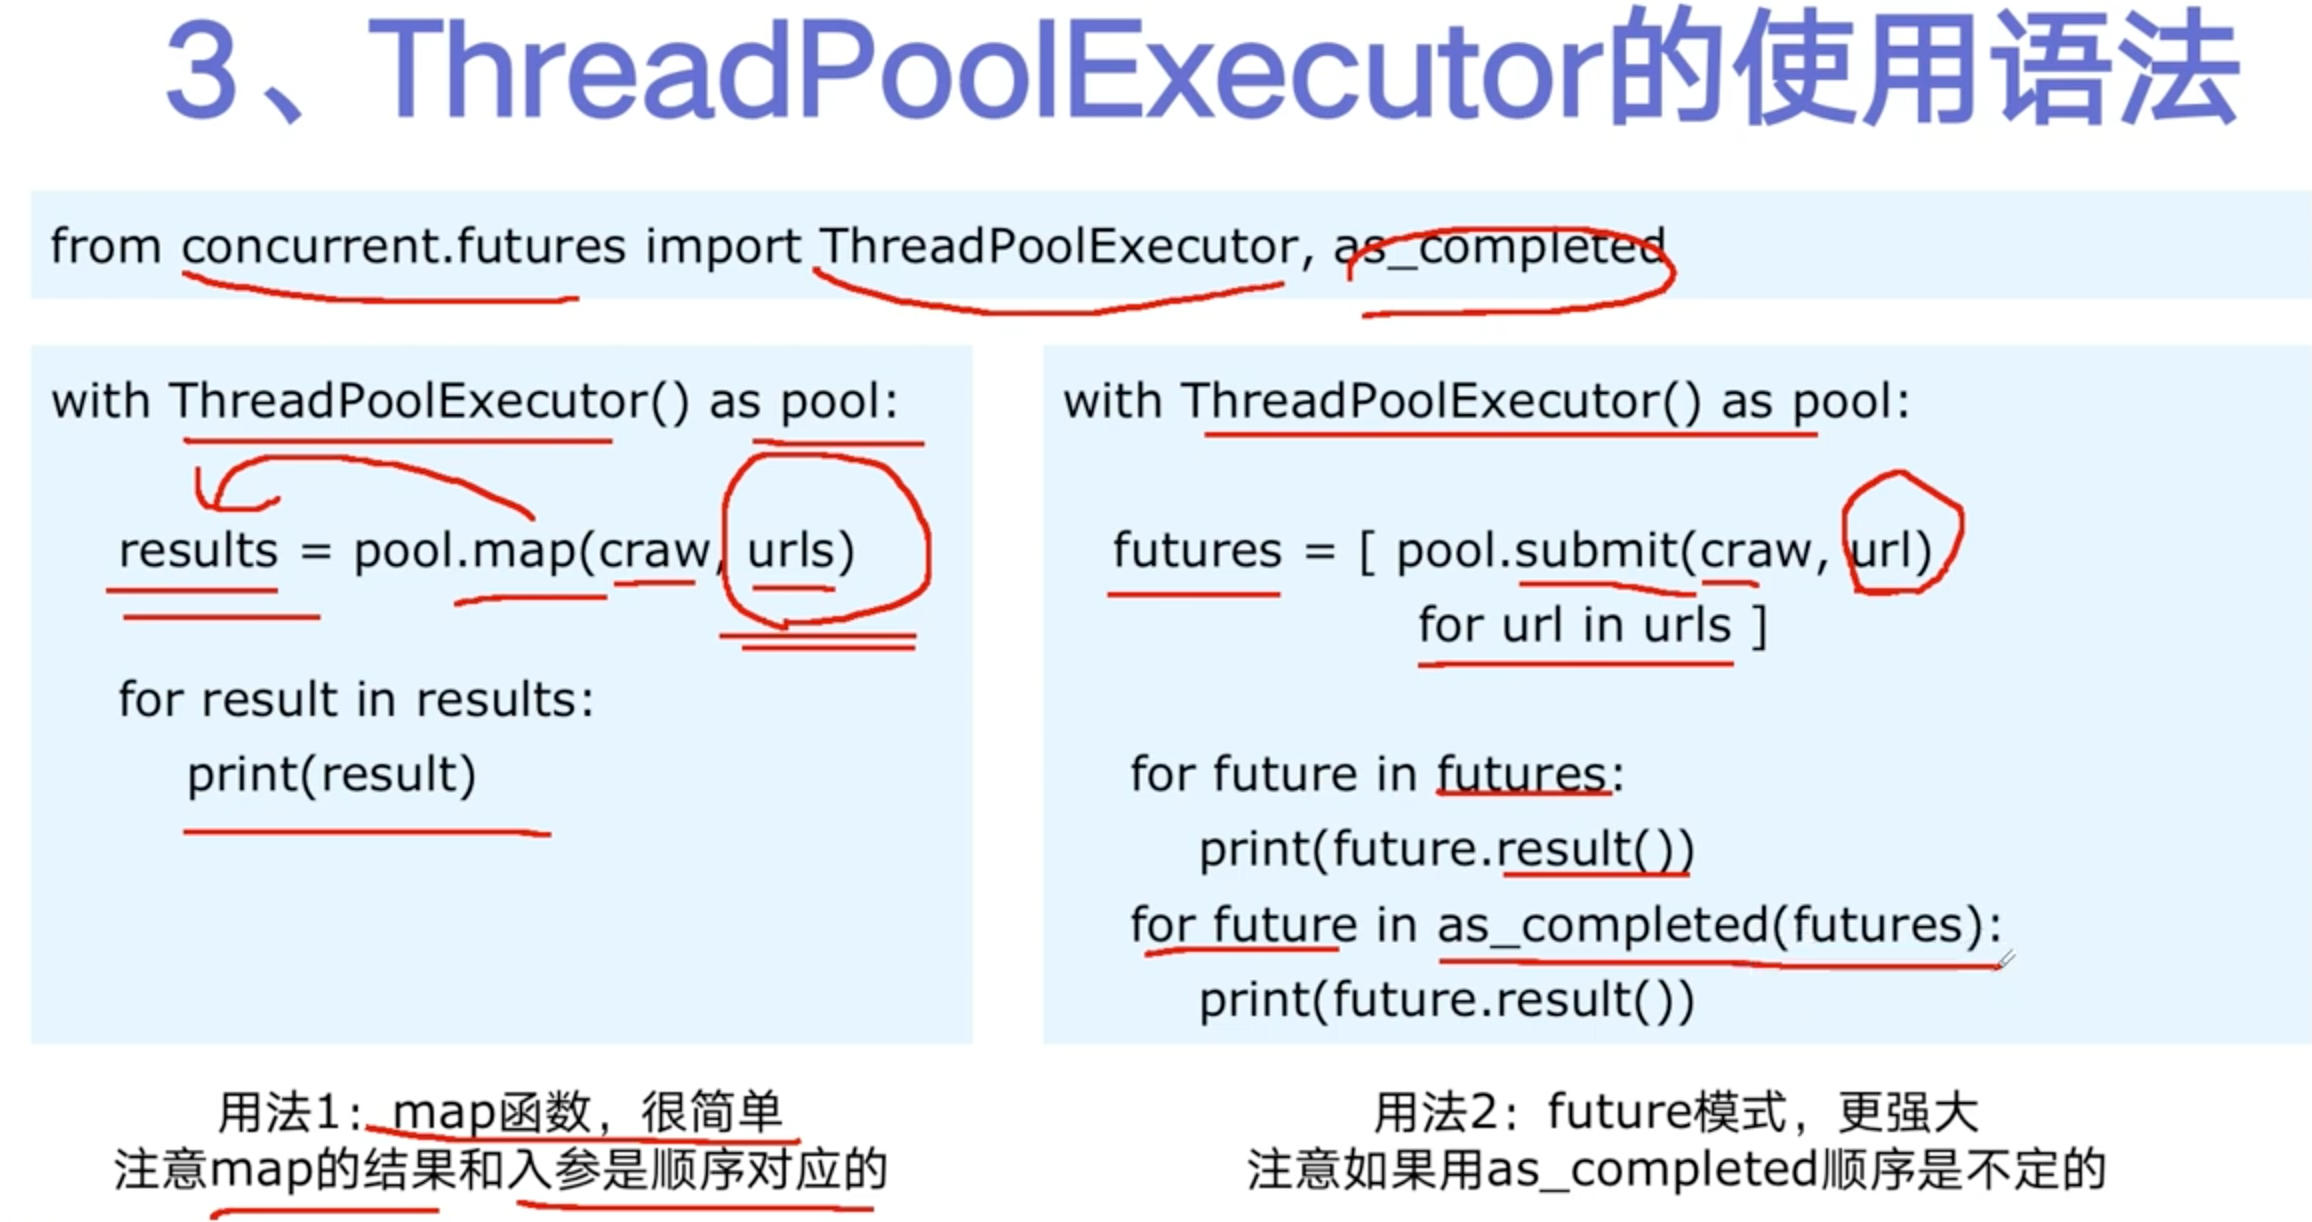 3、ThreadPoolExecutor的使用语法
from concurrent.futures import ThreadPoolExecutor, as_completed
with ThreadPoolExecutor() as pool:
results = pool.map(craw, urls)
for result in results:
print(result)
用法1：map函数，很简单
注意map的结果和入参是顺序对应的
with ThreadPoolExecutor() as pool:
futures = [ pool.submit(craw, url)
for url in urls ]
for future in futures:
print(future.result())
for future in as_completed(futures):
print(future.result())
用法2：future模式，更强大
注意如果用as_completed顺序是不定的